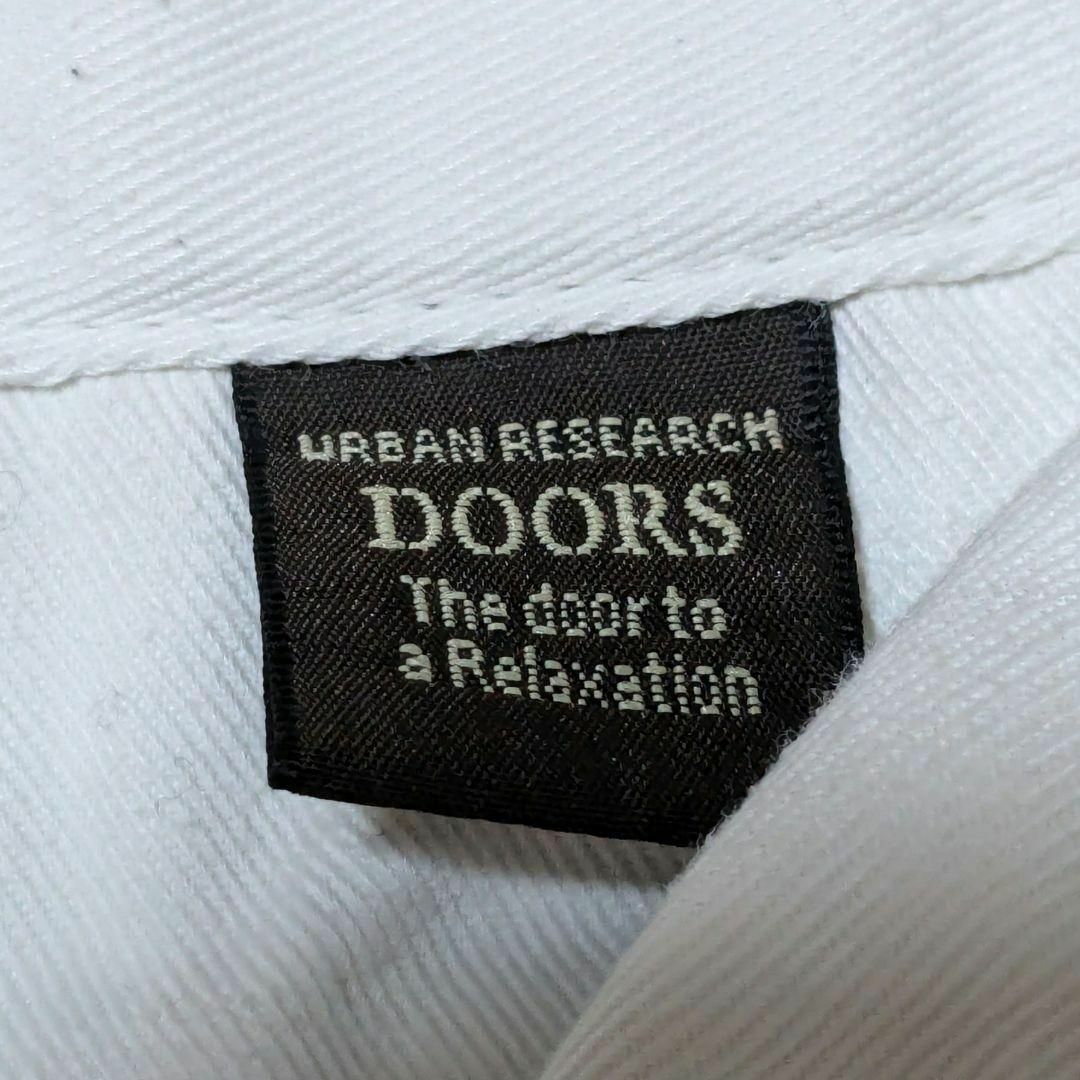 URBAN RESEARCH
DOORS
The door to
a Relaxation